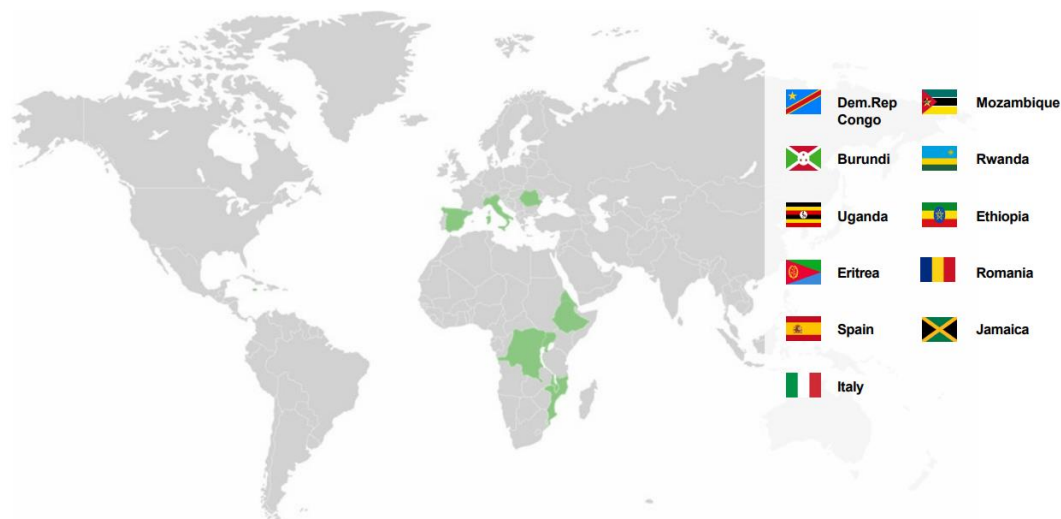 Dem.Rep
Congo
Mozambique
Burundi
Rwanda
Uganda
Ethiopia
Eritrea
Romania
Spain
Jamaica
Italy